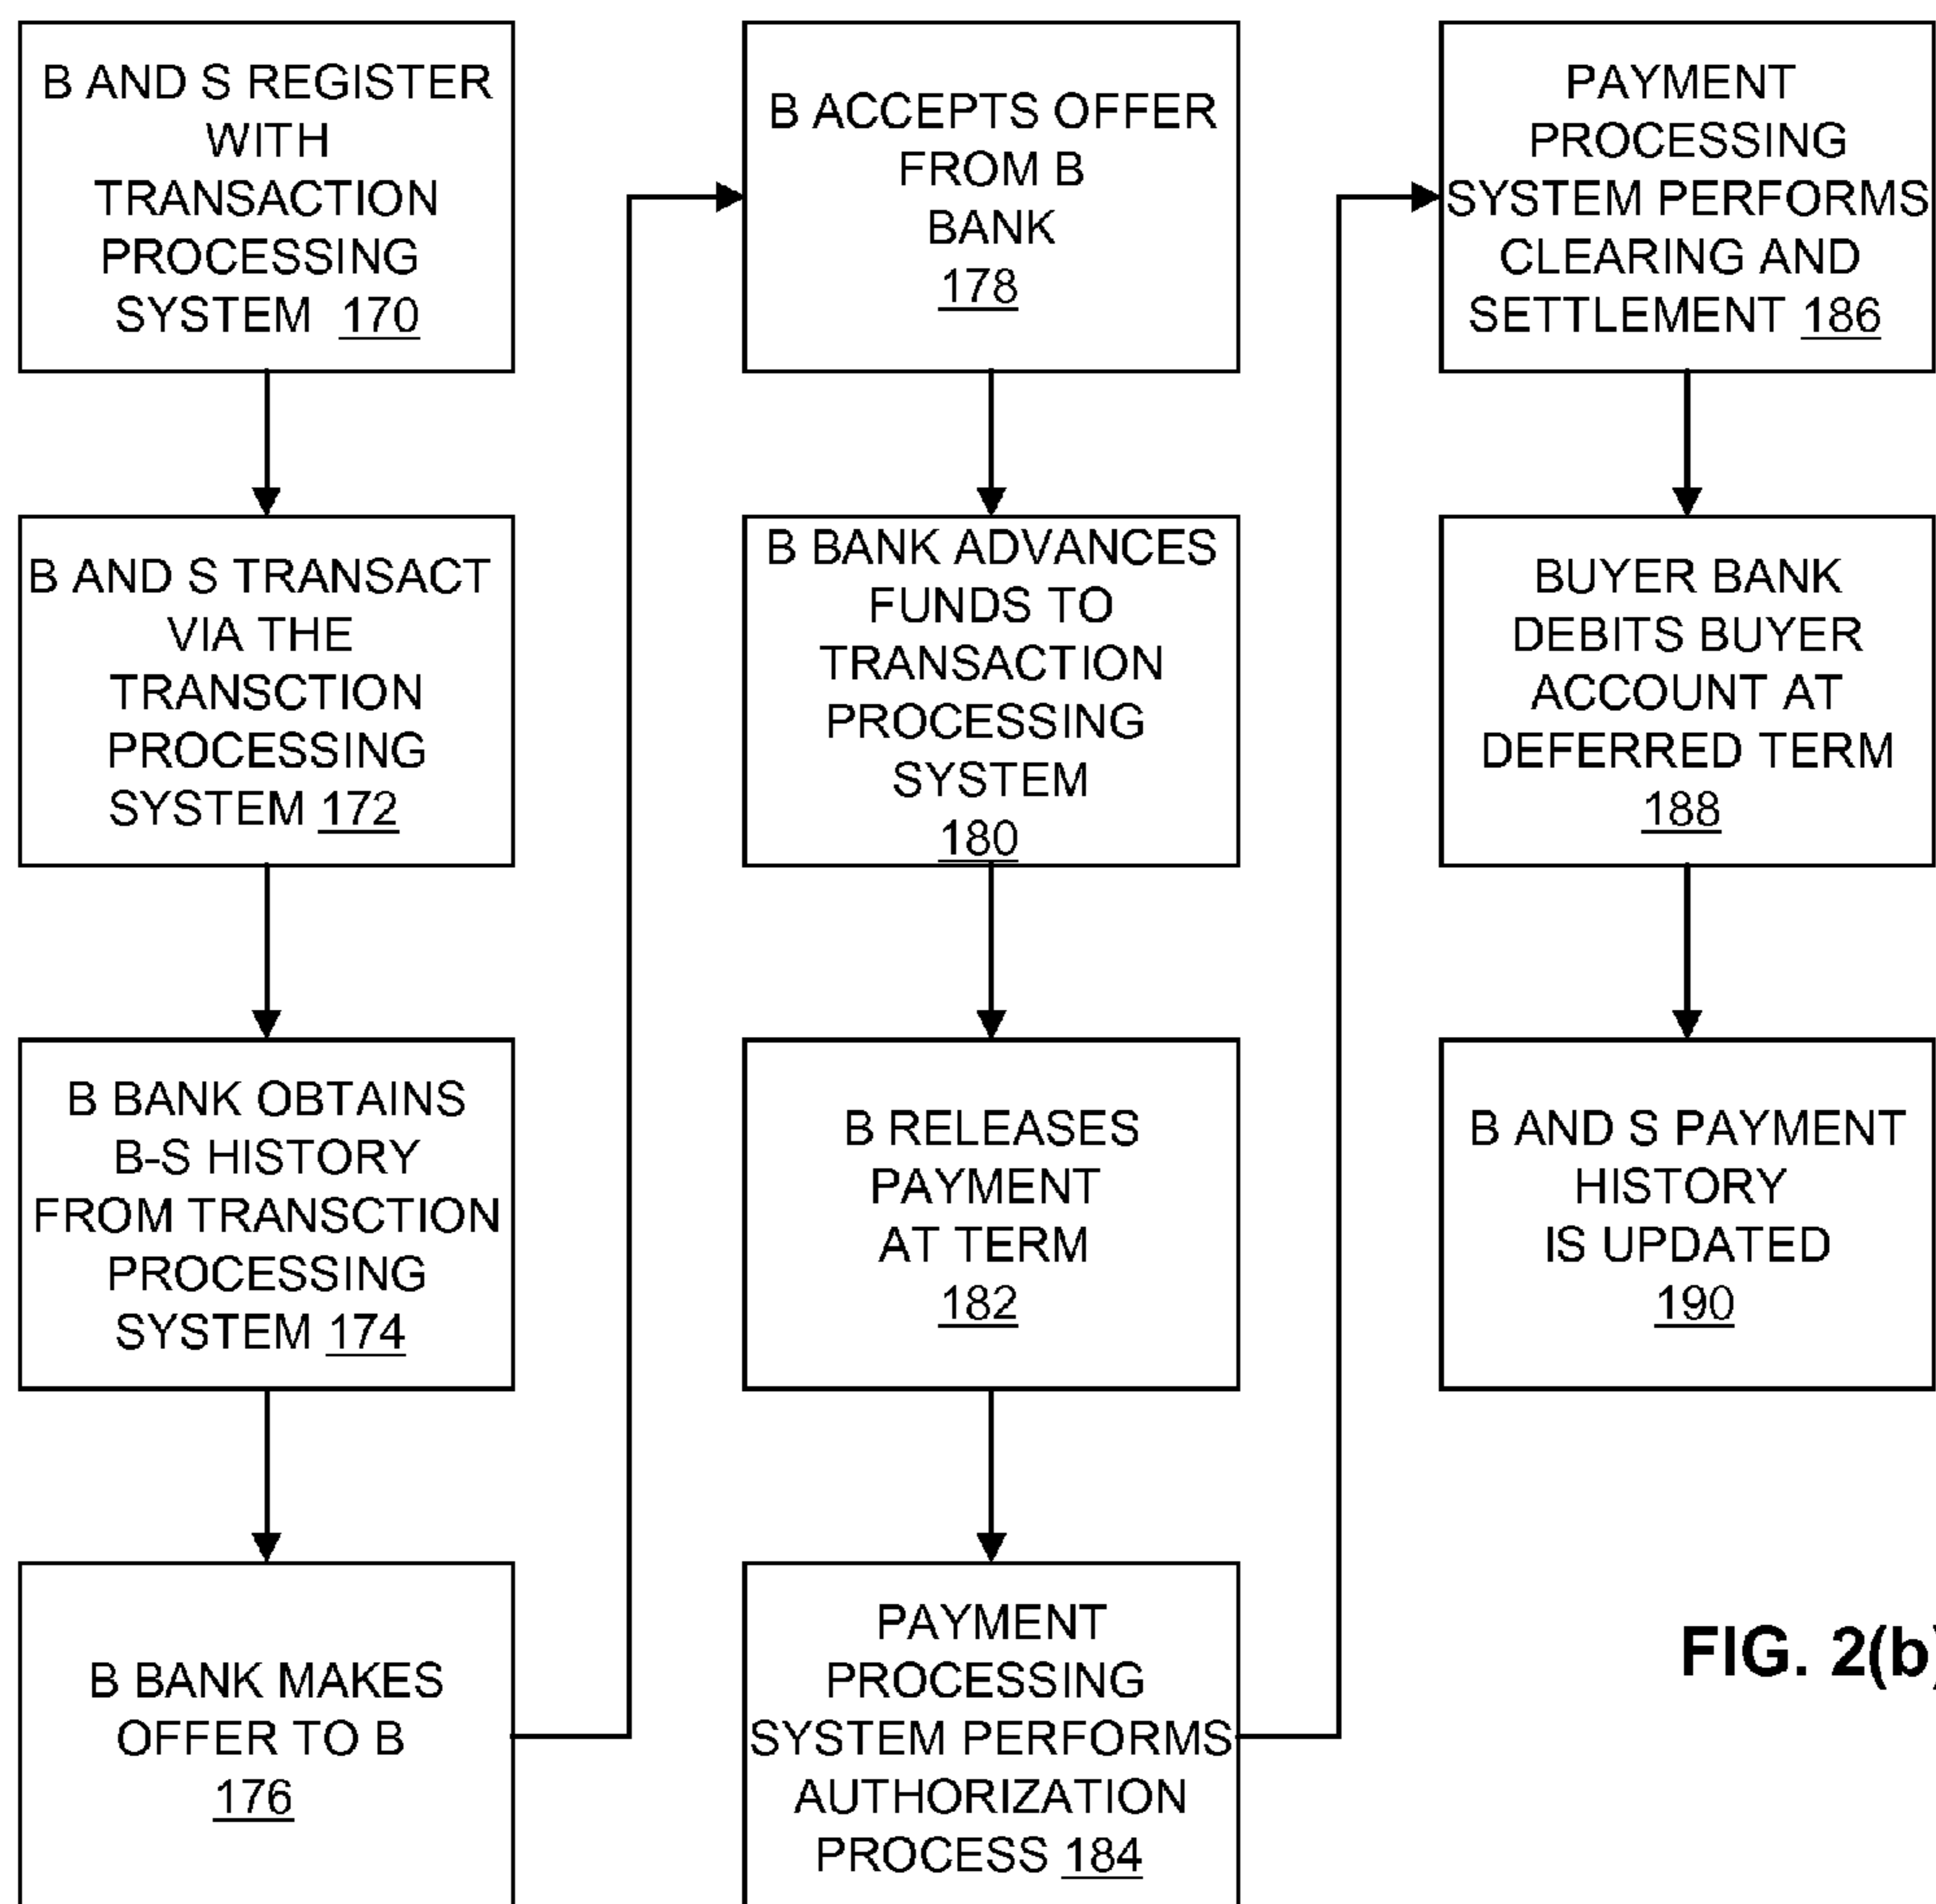 B AND S REGISTER
WITH
TRANSACTION
PROCESSING
SYSTEM 170
B AND S TRANSACT
VIA THE
TRANSCTION
PROCESSING
SYSTEM 172
B BANK OBTAINS
B-S HISTORY
FROM TRANSCTION
PROCESSING
SYSTEM 174
B BANK MAKES
OFFER TO B
176
B ACCEPTS OFFER
FROM B
BANK
178
B BANK ADVANCES
FUNDS TO
TRANSACTION
PROCESSING
SYSTEM
180
B RELEASES
PAYMENT
AT TERM
182
PAYMENT
PROCESSING
SYSTEM PERFORMS
AUTHORIZATION
PROCESS 184
PAYMENT
PROCESSING
SYSTEM PERFORMS
CLEARING AND
SETTLEMENT 186
BUYER BANK
DEBITS BUYER
ACCOUNT AT
DEFERRED TERM
188
B AND S PAYMENT
HISTORY
IS UPDATED
190
FIG. 2(b)